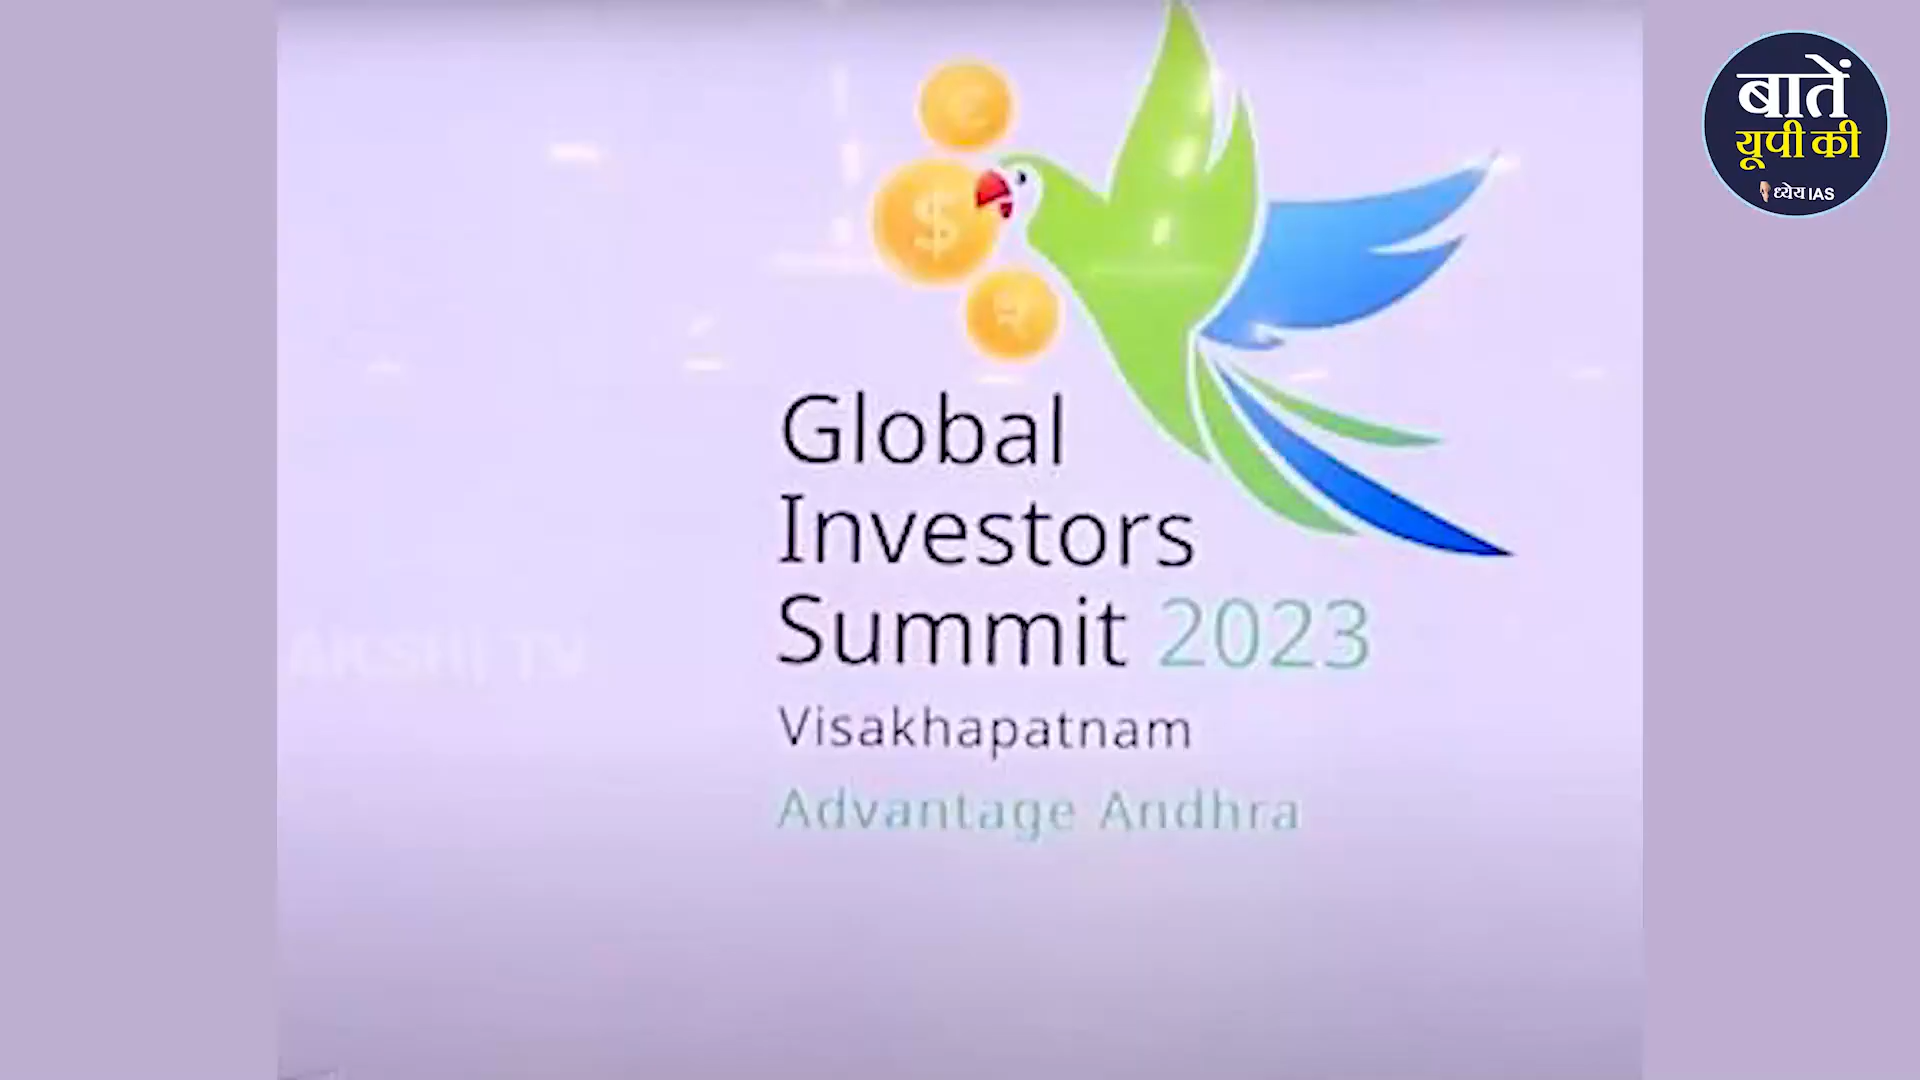 Global
Investors
Summit 2023
Visakhapatnam
Advantage Andhra
बातें
यूपी की
ध्येय IAS